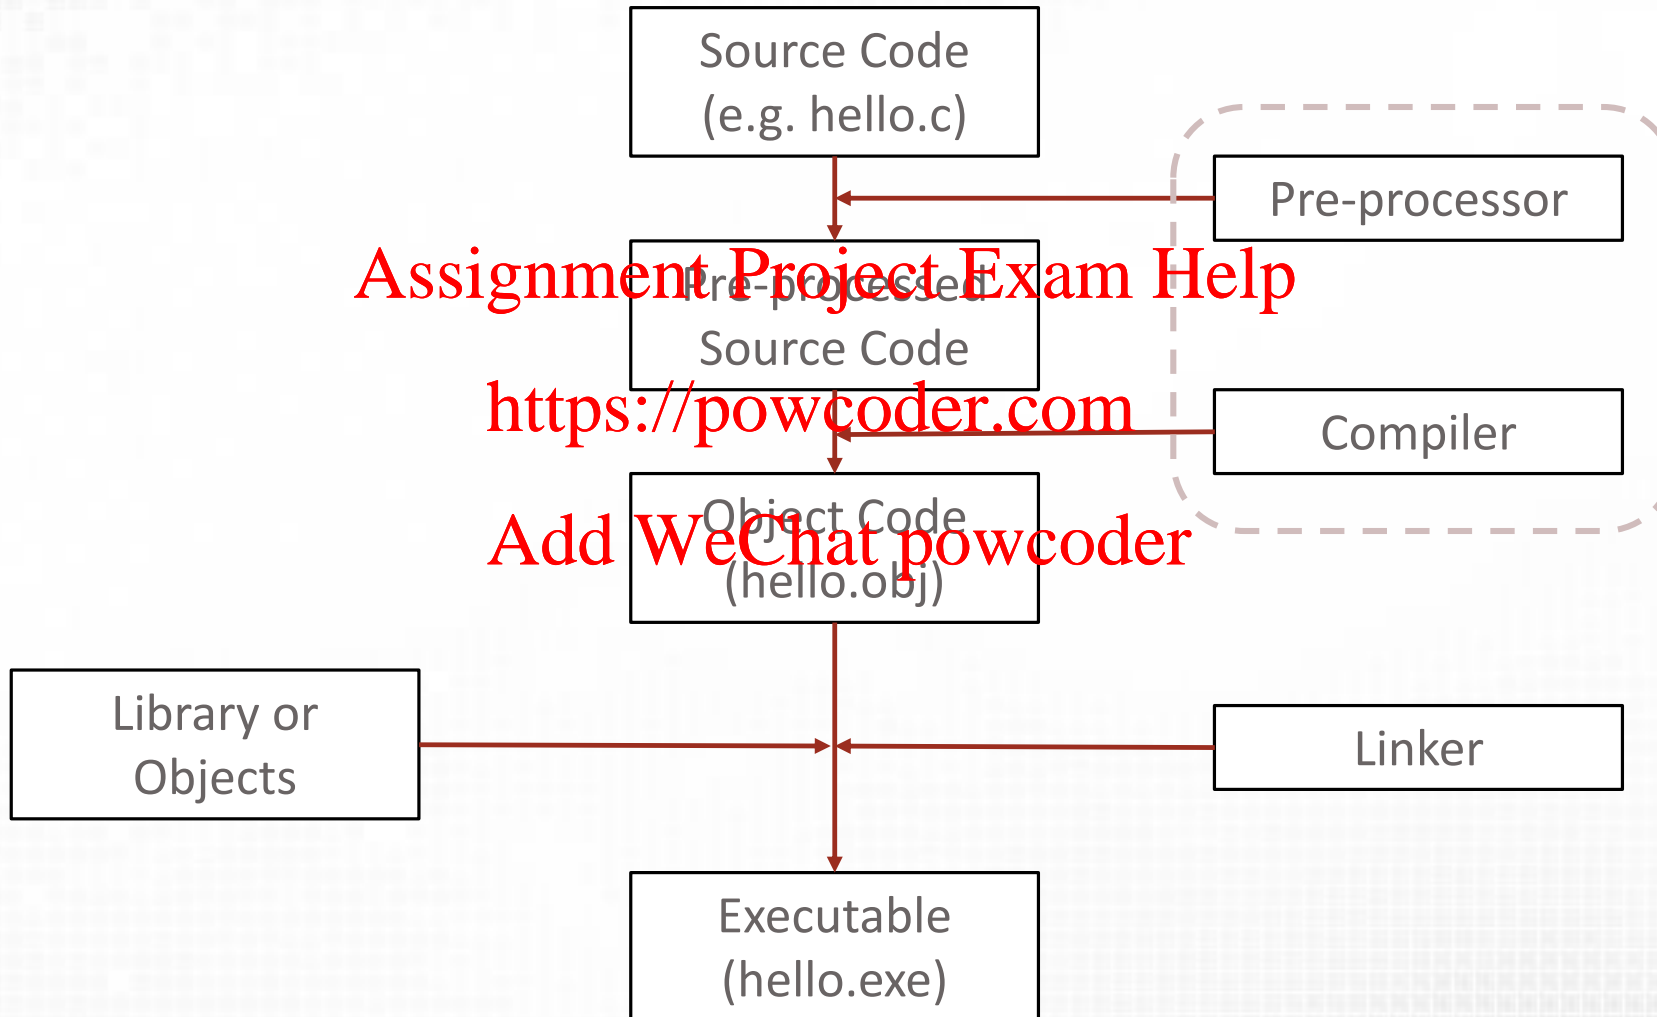 Source Code
(e.g. hello.c)
Pre-processor
Assignment Project Exam Help
Pre-processed
Source Code
https://powcoder.com
Compiler
Object Code
Add WeChat powcoder
(hello.obj)
Library or
Objects
Linker
Executable
(hello.exe)